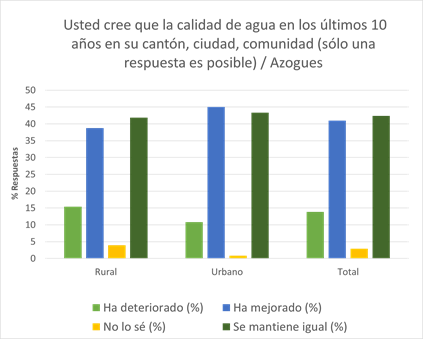 Usted cree que la calidad de agua en los últimos 10
años en su cantón, ciudad, comunidad (sólo una
respuesta es posible) / Azogues
% Respuestas
50
45
40
35
30
25
20
15
10
5
0
Rural
Urbano
Total
Ha deteriorado (%)
Ha mejorado (%)
No lo sé (%)
Se mantiene igual (%)